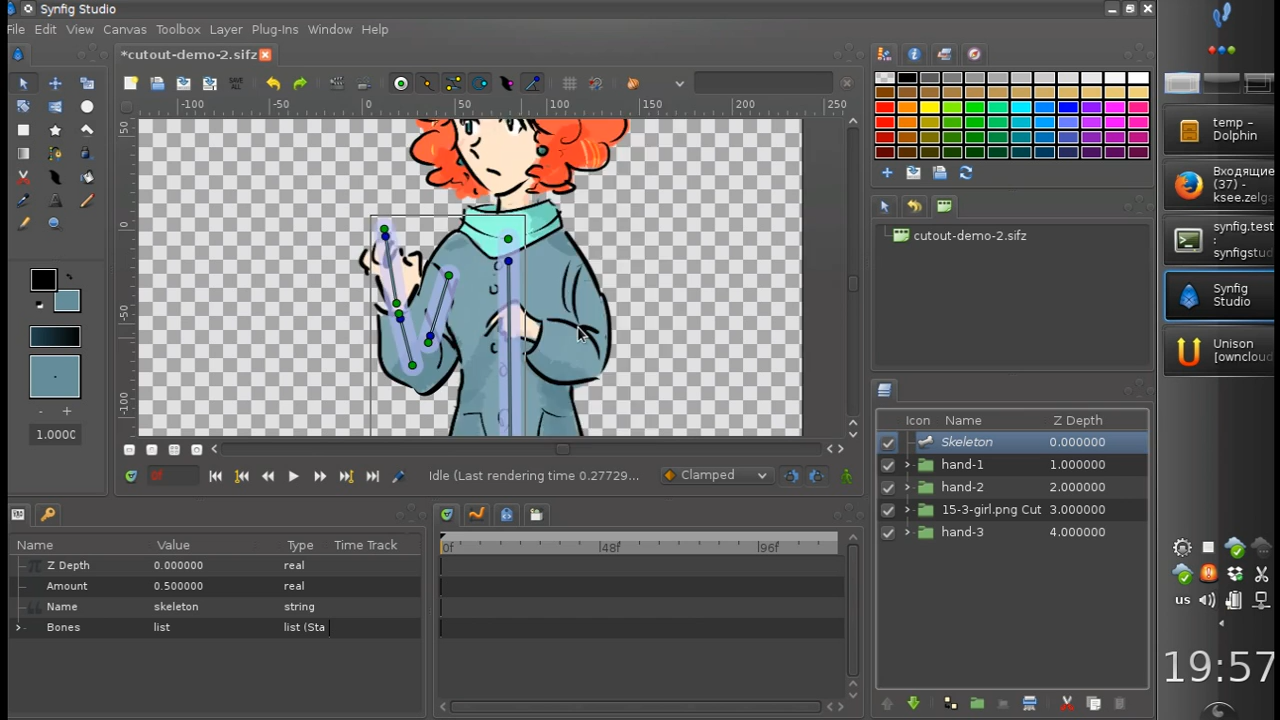 Synfig Studio
File Edit View Canvas Toolbox Layer Plug-Ins Window Help
*cutout-demo-2.sifz
SAVE ALL
-100 -50 0 50 100 150 200 250
50
0
-50
-100
1.0000
0f
Idle (Last rendering time 0.27729...
Clamped
cutout-demo-2.sifz
Icon Name Z Depth
Skeleton 0.000000
hand-1 1.000000
hand-2 2.000000
15-3-girl.png Cut 3.000000
hand-3 4.000000
Name Value Type Time Track
Z Depth 0.000000 real
Amount 0.500000 real
Name skeleton string
Bones list list (Sta
0f 48f 96f
temp –
Dolphin
Входящие
(37) -
ksee.zelga
synfig.test
:
synfigstud
Synfig
Studio
Unison
[owncloud
us
19:57